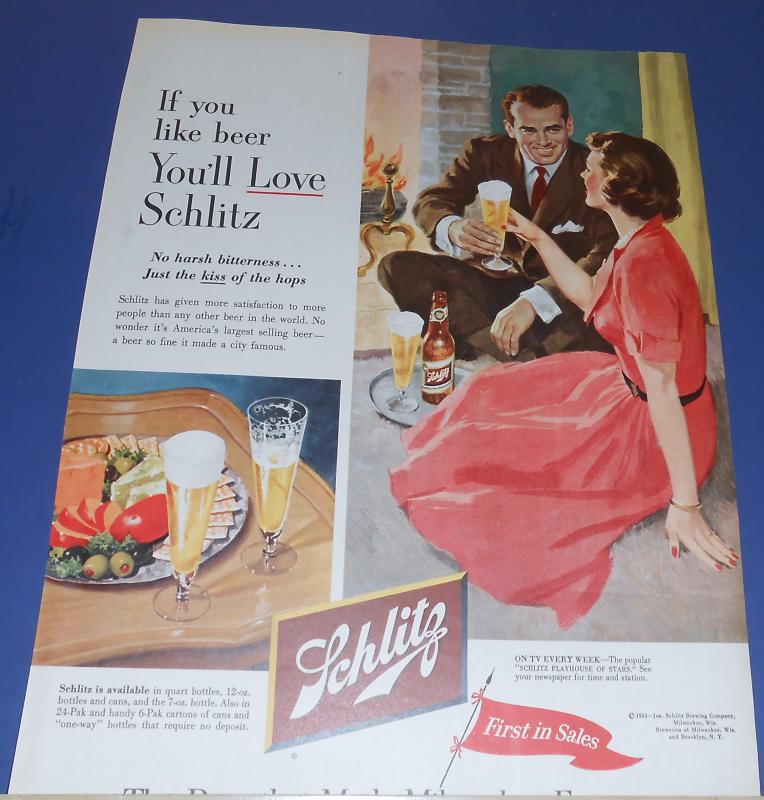 If you
like beer
You'll Love
Schlitz
No harsh bitterness...
Just the kiss of the hops
Schlitz has given more satisfaction to more
people than any other beer in the world. No
wonder it's America's largest selling beer—
a beer so fine it made a city famous.
Schlitz
Schlitz is available in quart bottles, 12-oz.
bottles and cans, and the 7-oz. bottle. Also in
24-Pak and handy 6-Pak cartons of cans and
"one-way" bottles that require no deposit.
Schlitz
®
ON TV EVERY WEEK—The popular
"SCHLITZ PLAYHOUSE OF STARS." See
your newspaper for time and station.
First in Sales
© 1953—Jos. Schlitz Brewing Company,
Milwaukee, Wis.
Breweries at Milwaukee, Wis.
and Brooklyn, N. Y.